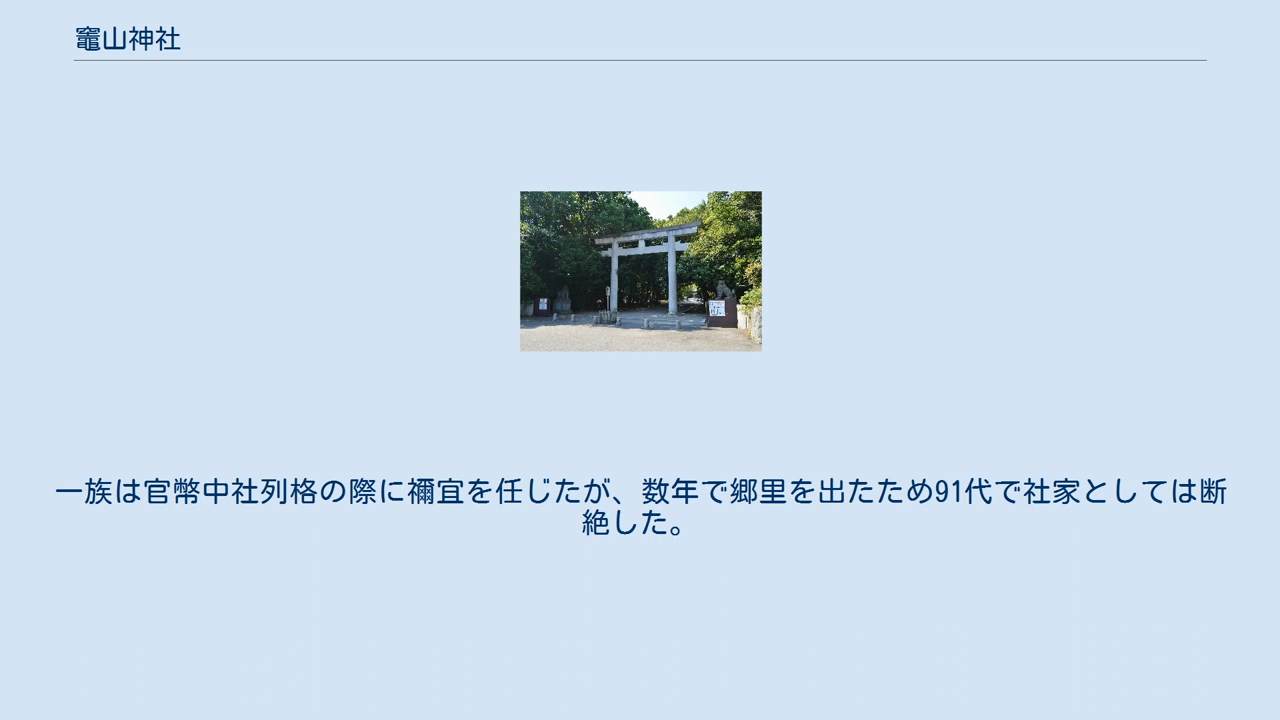 竈山神社
一族は官幣中社列格の際に禰宜を任じたが、数年で郷里を出たため91代で社家としては断
絶した。